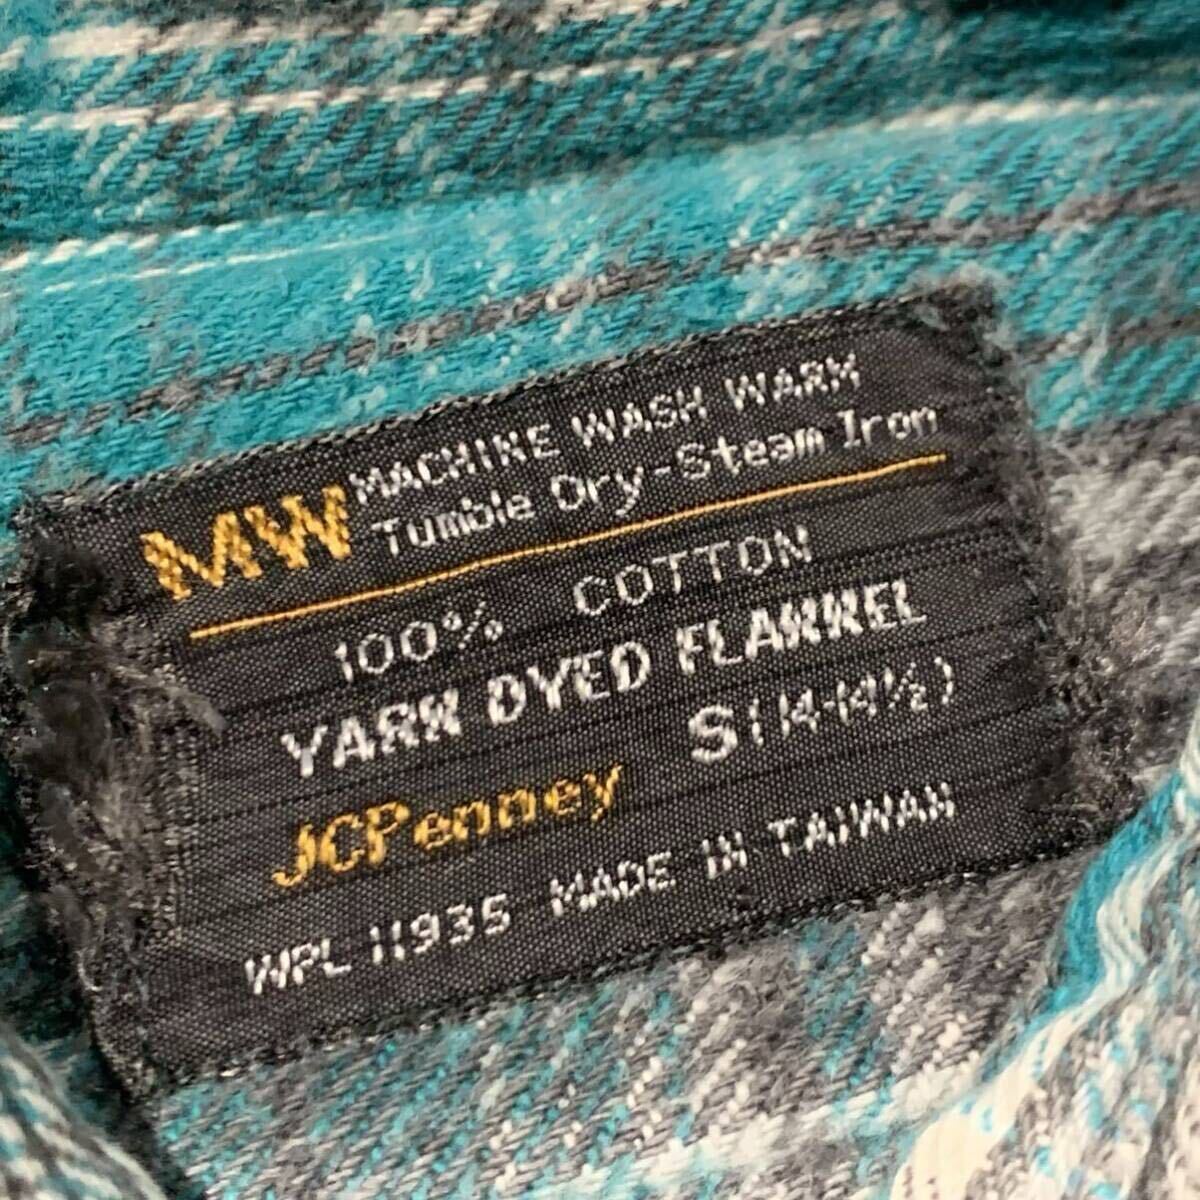 MW MACHINE WASH WARM
Tumble Dry-Steam Iron
100% COTTON
YARN DYED FLANNEL
JCPenney S(14-14½)
WPL 11935 MADE IN TAIWAN